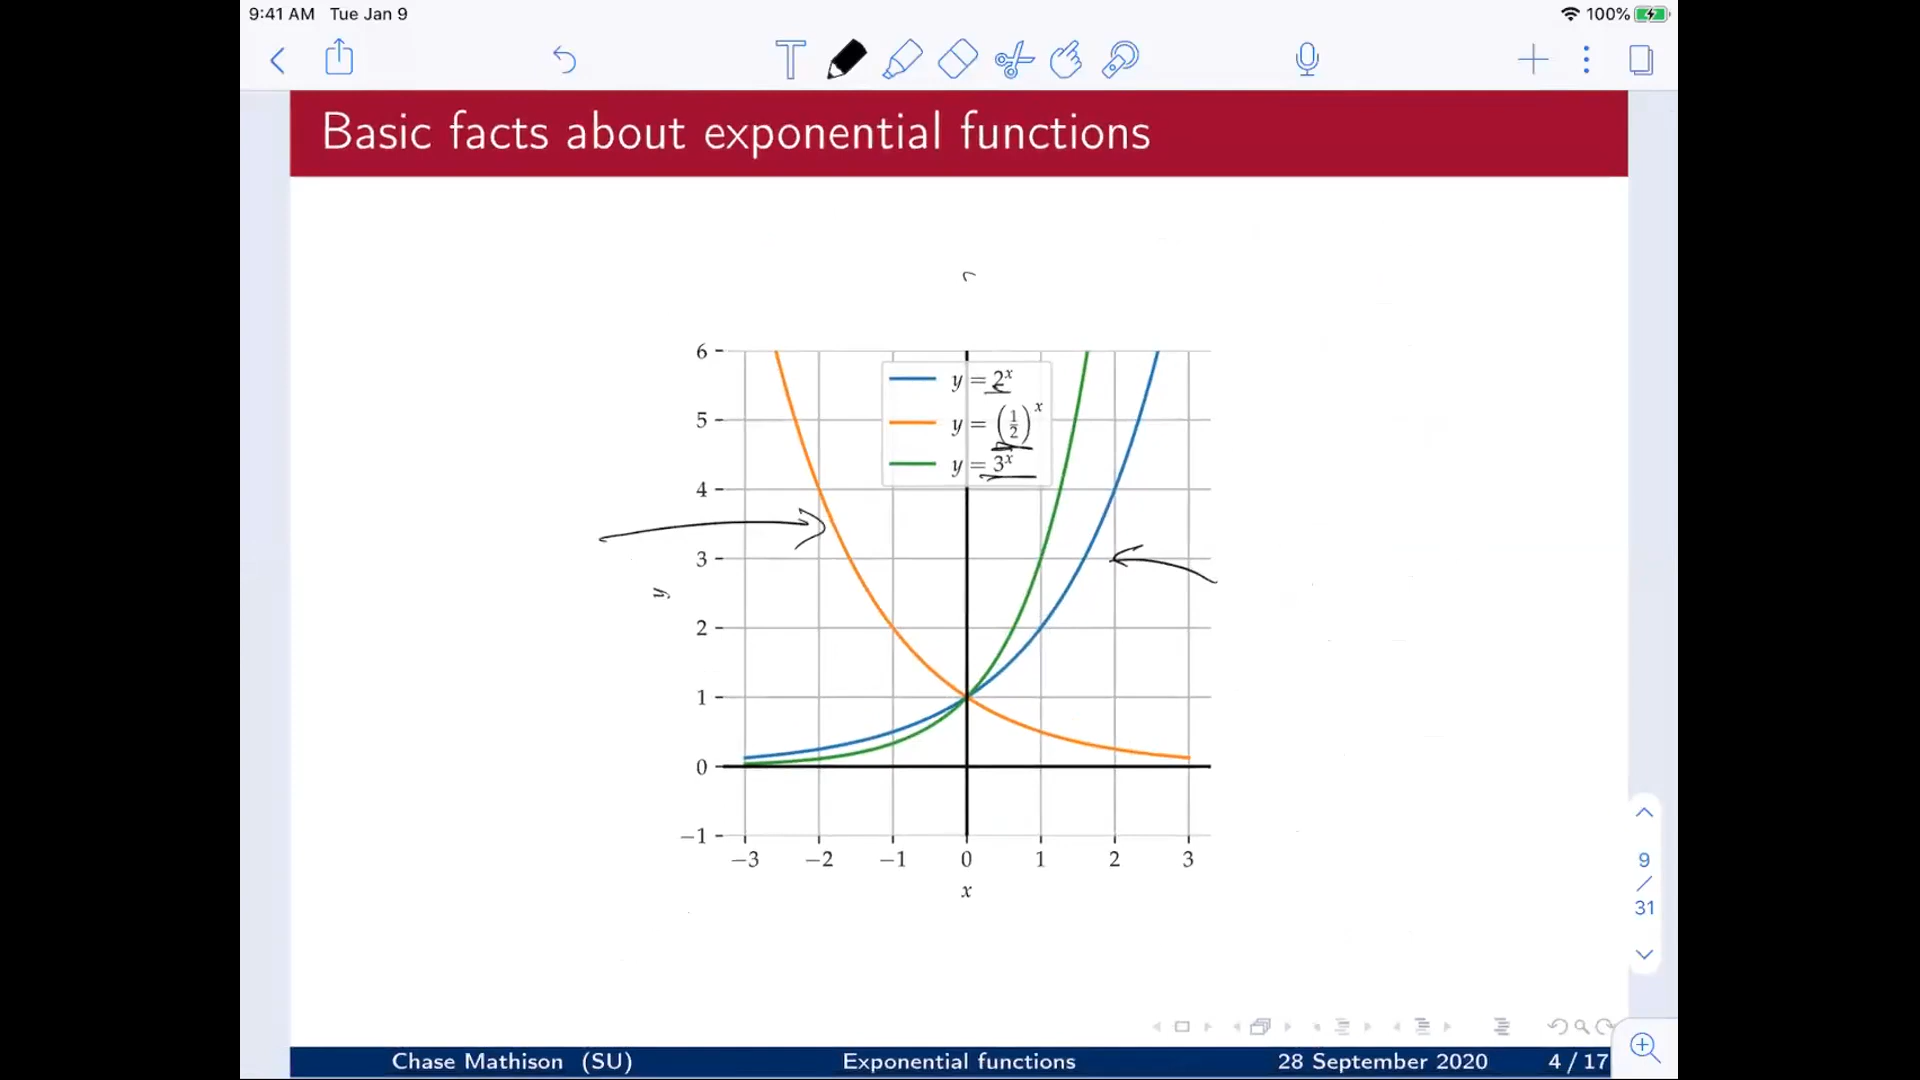 9:41 AM Tue Jan 9
100%
Basic facts about exponential functions
6
y = 2^x
5
y = (1/2)^x
y = 3^x
4
3
y
2
1
0
−1
−3 −2 −1 0 1 2 3
x
9
/
31
Chase Mathison (SU) Exponential functions 28 September 2020 4 / 17